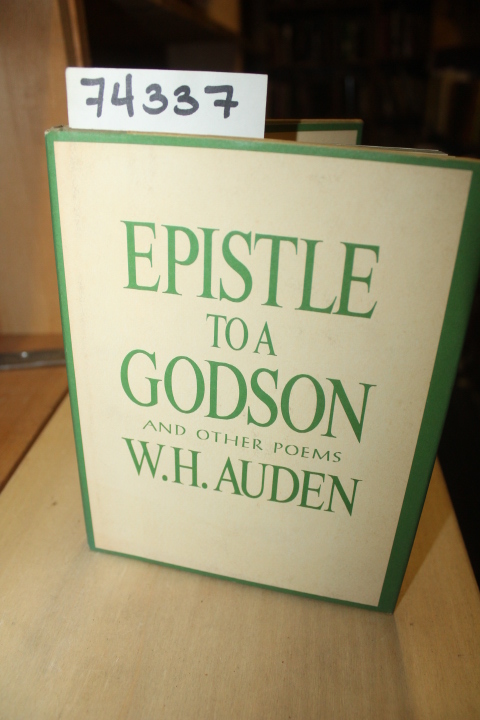 74337
EPISTLE
TO A
GODSON
AND OTHER POEMS
W.H. AUDEN